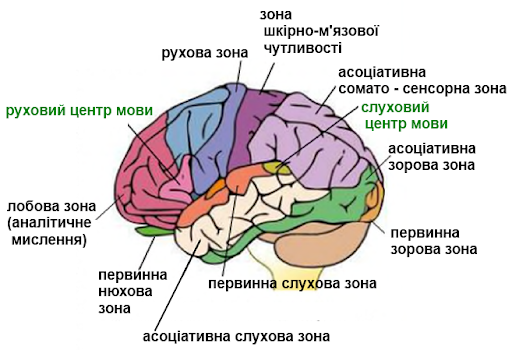 зона
шкірно-м'язової
чутливості
рухова зона
асоціативна
сомато - сенсорна зона
руховий центр мови
слуховий
центр мови
асоціативна
зорова зона
лобова зона
(аналітичне
мислення)
первинна
зорова зона
первинна
нюхова
зона
первинна слухова зона
асоціативна слухова зона